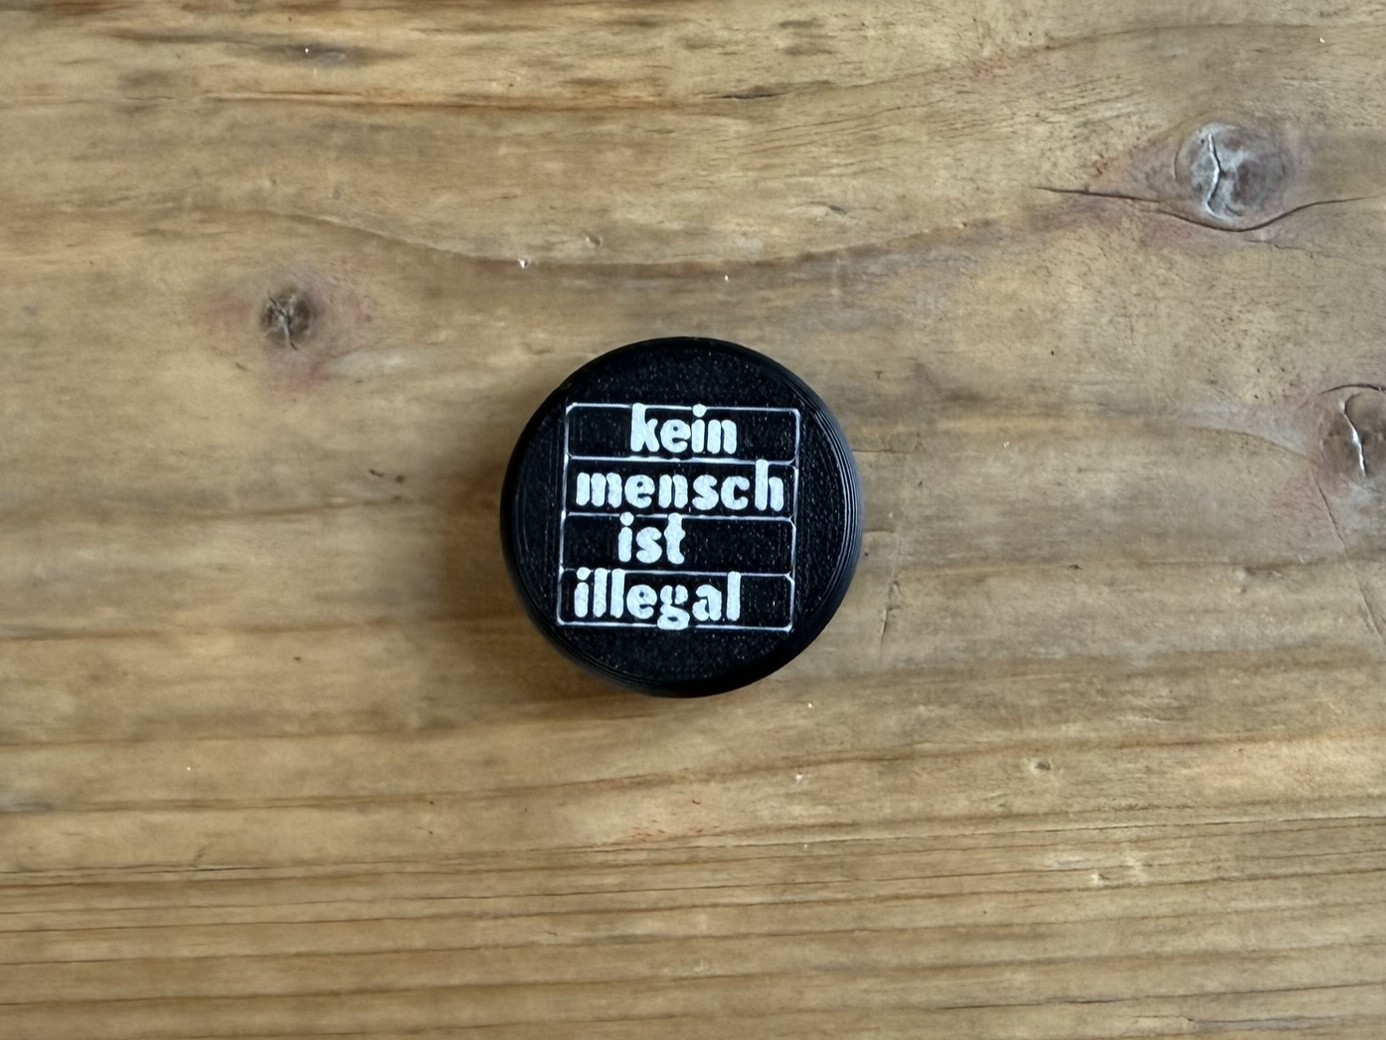 kein
mensch
ist
illegal